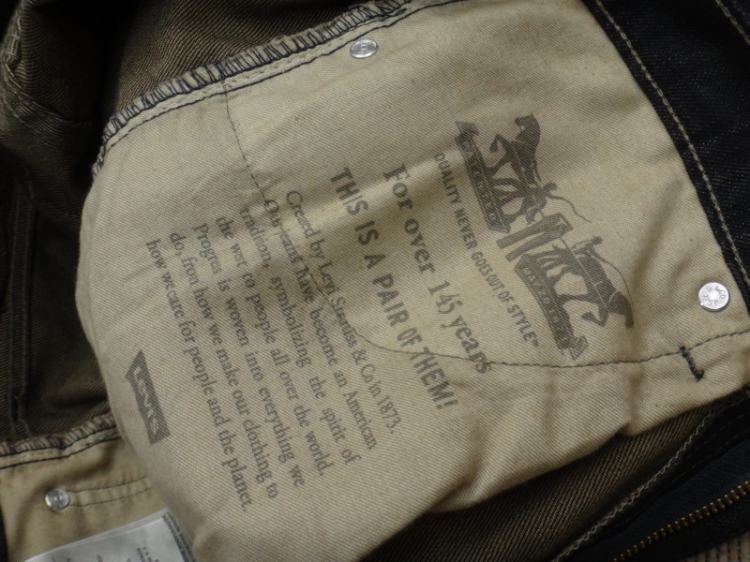 QUALITY NEVER GOES OUT OF STYLE™
For over 145 years
THIS IS A PAIR OF THEM!
Created by Levi Strauss & Co in 1873.
Our jeans have become an American
tradition, symbolizing the spirit of
the west to people all over the world.
Progress is woven into everything we
do, from how we make our clothing to
how we care for people and the planet.
Levi's